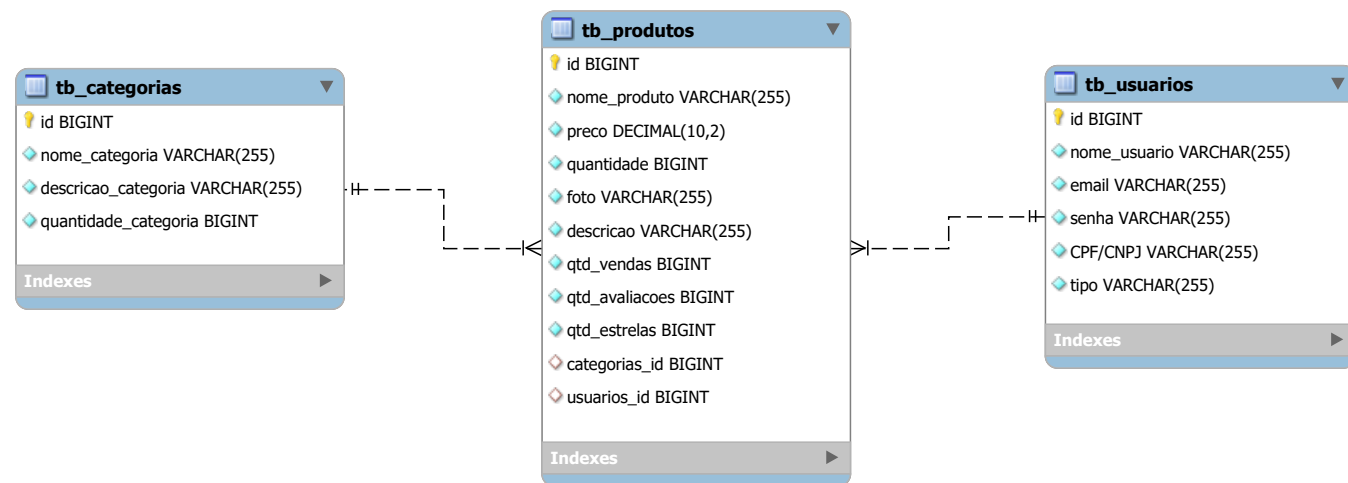 tb_categorias
id BIGINT
nome_categoria VARCHAR(255)
descricao_categoria VARCHAR(255)
quantidade_categoria BIGINT
Indexes
tb_produtos
id BIGINT
nome_produto VARCHAR(255)
preco DECIMAL(10,2)
quantidade BIGINT
foto VARCHAR(255)
descricao VARCHAR(255)
qtd_vendas BIGINT
qtd_avaliacoes BIGINT
qtd_estrelas BIGINT
categorias_id BIGINT
usuarios_id BIGINT
Indexes
tb_usuarios
id BIGINT
nome_usuario VARCHAR(255)
email VARCHAR(255)
senha VARCHAR(255)
CPF/CNPJ VARCHAR(255)
tipo VARCHAR(255)
Indexes